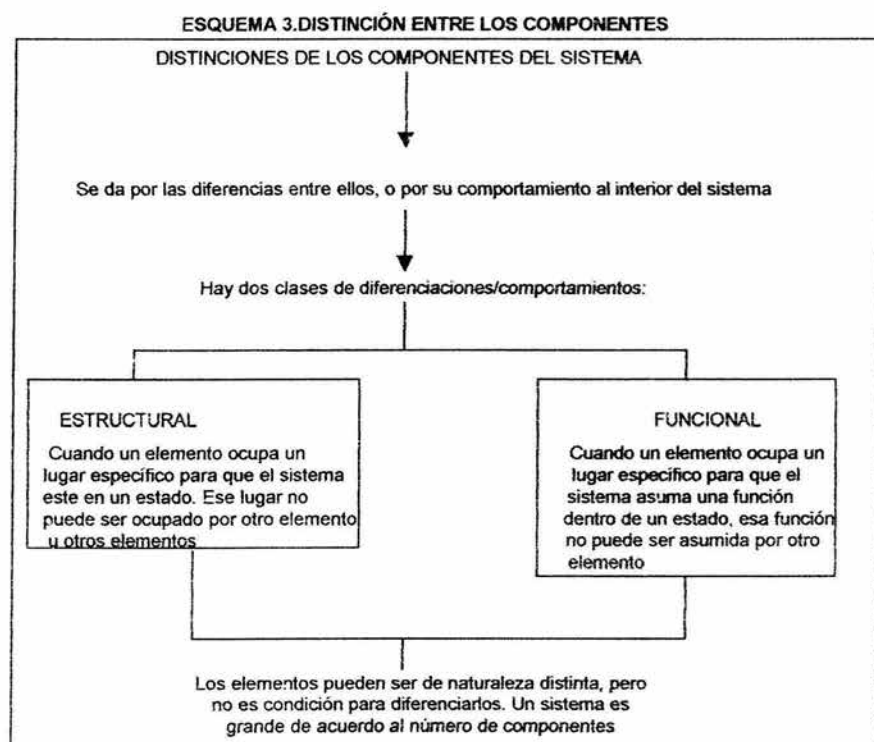 ESQUEMA 3.DISTINCIÓN ENTRE LOS COMPONENTES
DISTINCIONES DE LOS COMPONENTES DEL SISTEMA
Se da por las diferencias entre ellos, o por su comportamiento al interior del sistema
Hay dos clases de diferenciaciones/comportamientos:
ESTRUCTURAL
Cuando un elemento ocupa un
lugar específico para que el sistema
este en un estado. Ese lugar no
puede ser ocupado por otro elemento
u otros elementos
FUNCIONAL
Cuando un elemento ocupa un
lugar específico para que el
sistema asuma una función
dentro de un estado, esa función
no puede ser asumida por otro
elemento
Los elementos pueden ser de naturaleza distinta, pero
no es condición para diferenciarlos. Un sistema es
grande de acuerdo al número de componentes